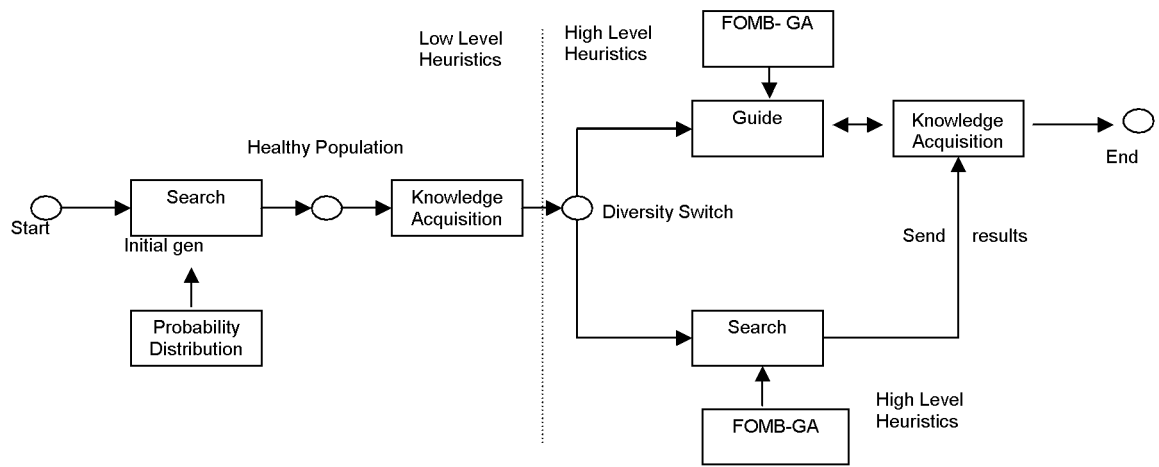 Low Level
Heuristics
High Level
Heuristics
FOMB- GA
Guide
Knowledge
Acquisition
End
Healthy Population
Start
Search
Initial gen
Knowledge
Acquisition
Diversity Switch
Send results
Probability
Distribution
Search
High Level
Heuristics
FOMB-GA